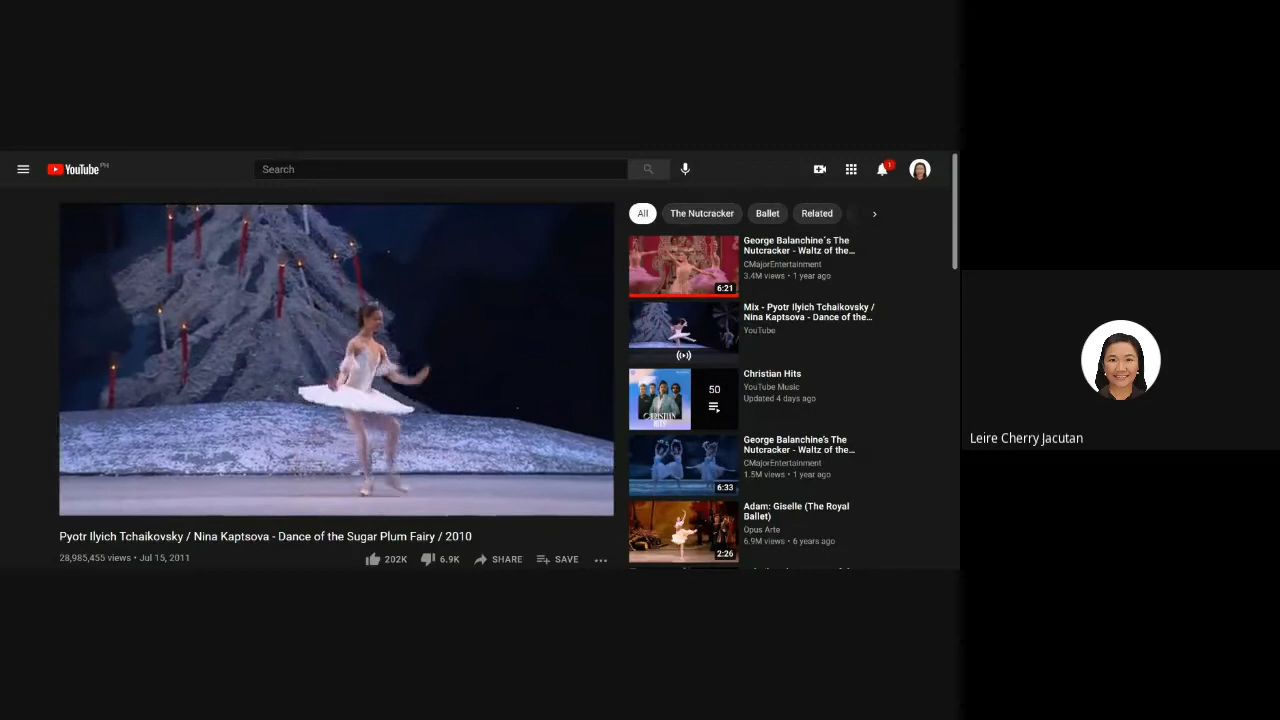 YouTube PH
Search
1
All
The Nutcracker
Ballet
Related
George Balanchine´s The
Nutcracker - Waltz of the...
CMajorEntertainment
3.4M views • 1 year ago
6:21
Mix - Pyotr Ilyich Tchaikovsky /
Nina Kaptsova - Dance of the...
YouTube
Christian Hits
YouTube Music
Updated 4 days ago
50
CHRISTIAN
HITS
George Balanchine's The
Nutcracker - Waltz of the...
CMajorEntertainment
1.5M views • 1 year ago
6:33
Adam: Giselle (The Royal
Ballet)
Opus Arte
6.9M views • 6 years ago
2:26
Pyotr Ilyich Tchaikovsky / Nina Kaptsova - Dance of the Sugar Plum Fairy / 2010
28,985,455 views • Jul 15, 2011
202K
6.9K
SHARE
SAVE
Leire Cherry Jacutan